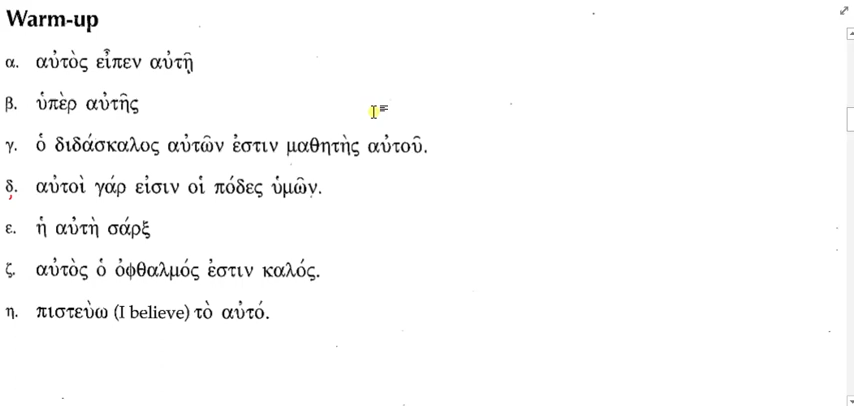 Warm-up
α. αὐτὸς εἶπεν αὐτῇ
β. ὑπὲρ αὐτῆς
γ. ὁ διδάσκαλος αὐτῶν ἐστιν μαθητὴς αὐτοῦ.
δ. αὐτοὶ γάρ εἰσιν οἱ πόδες ὑμῶν.
ε. ἡ αὐτὴ σάρξ
ζ. αὐτὸς ὁ ὀφθαλμός ἐστιν καλός.
η. πιστεὺω (I believe) τὸ αὐτό.